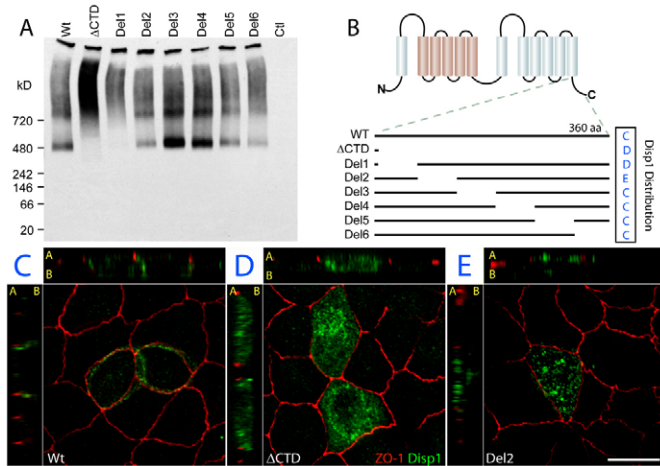 A
Wt
ΔCTD
Del1
Del2
Del3
Del4
Del5
Del6
Ctl
kD
720
480
242
146
66
20
B
N
C
360 aa
WT
ΔCTD
Del1
Del2
Del3
Del4
Del5
Del6
C
D
D
E
C
C
C
C
Disp1 Distribution
C
A
B
A B
Wt
D
A
B
A B
ΔCTD
ZO-1 Disp1
E
A
B
A B
Del2